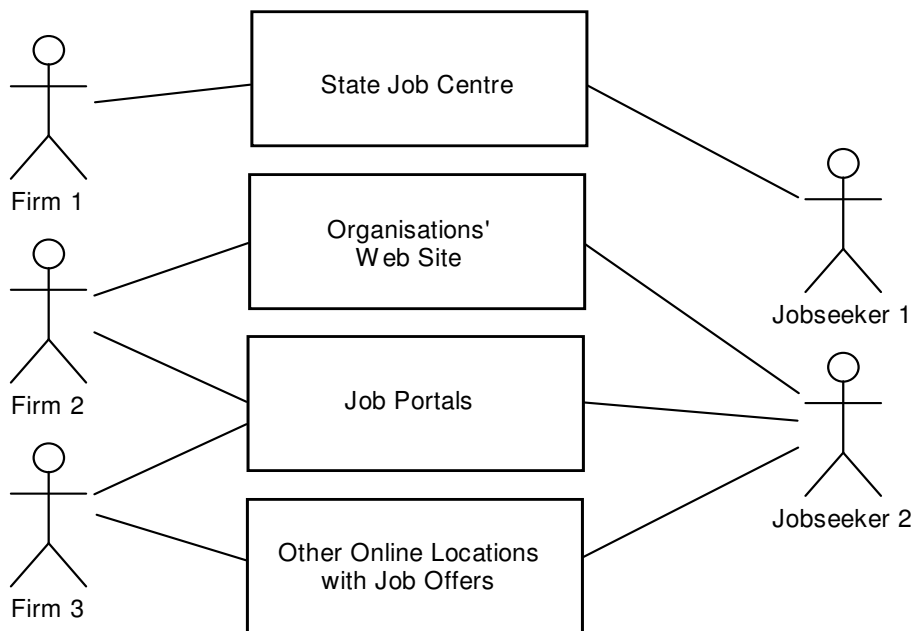 State Job Centre
Firm 1
Organisations'
Web Site
Jobseeker 1
Firm 2
Job Portals
Jobseeker 2
Other Online Locations
with Job Offers
Firm 3